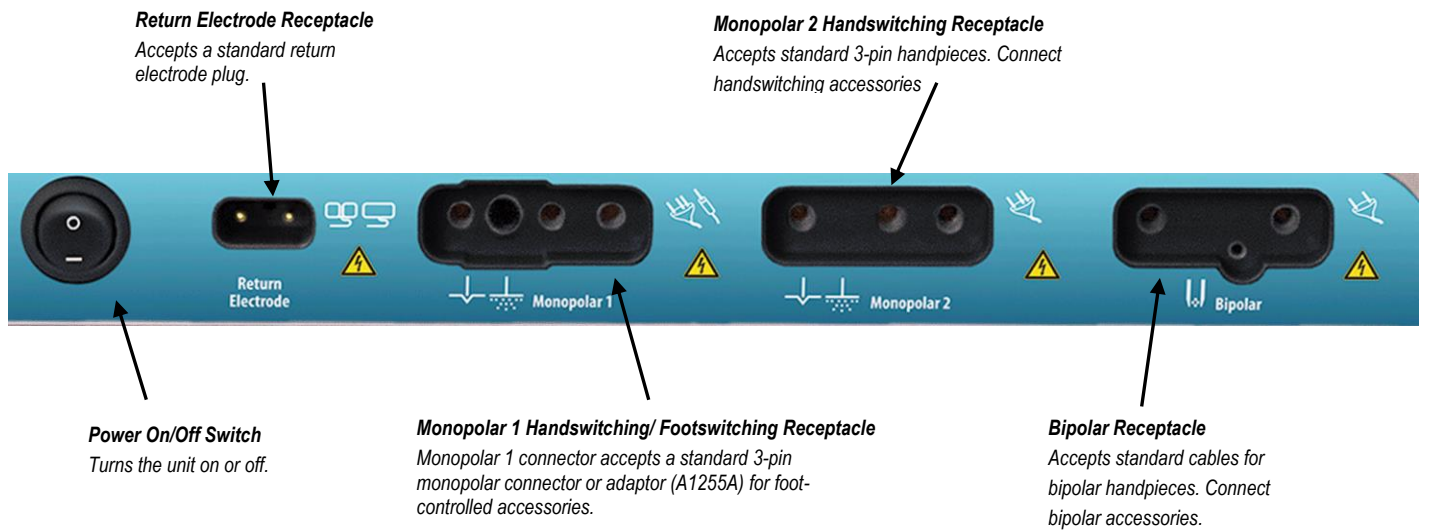 Return Electrode Receptacle
Accepts a standard return
electrode plug.
Monopolar 2 Handswitching Receptacle
Accepts standard 3-pin handpieces. Connect
handswitching accessories
Return
Electrode
Monopolar 1
Monopolar 2
Bipolar
Power On/Off Switch
Turns the unit on or off.
Monopolar 1 Handswitching/ Footswitching Receptacle
Monopolar 1 connector accepts a standard 3-pin
monopolar connector or adaptor (A1255A) for foot-
controlled accessories.
Bipolar Receptacle
Accepts standard cables for
bipolar handpieces. Connect
bipolar accessories.